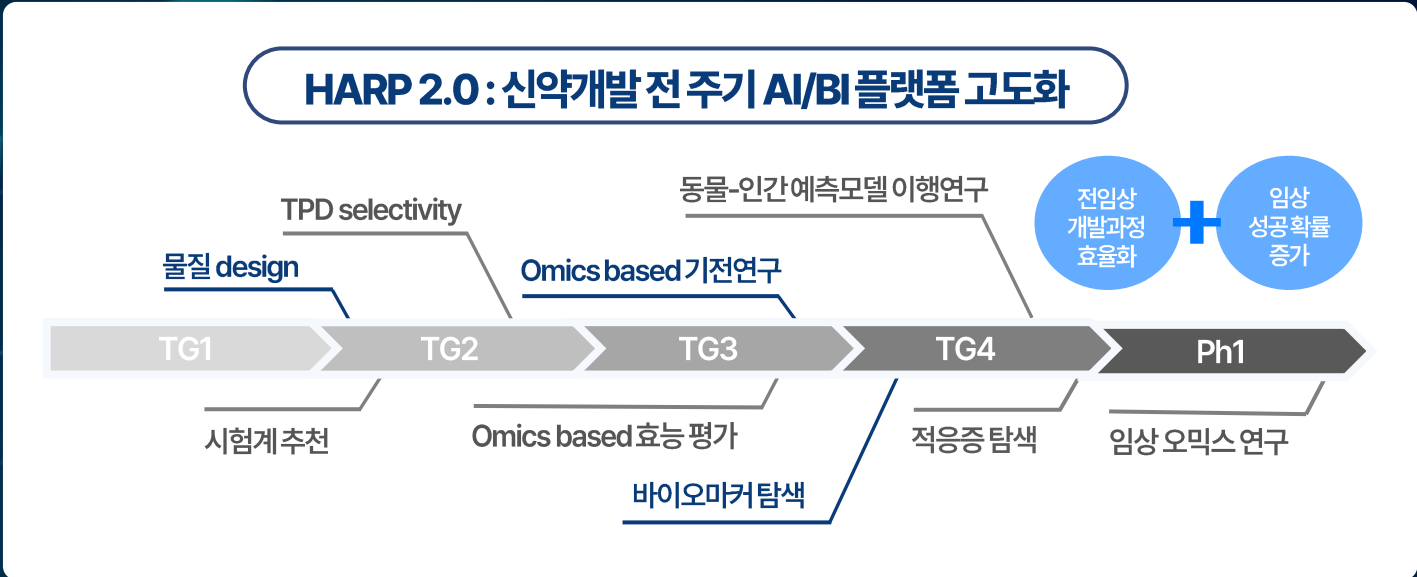 HARP 2.0 : 신약개발 전 주기 AI/BI 플랫폼 고도화
동물-인간 예측모델 이행연구
전임상
개발과정
효율화
임상
성공 확률
증가
TPD selectivity
물질 design
Omics based 기전연구
TG1
TG2
TG3
TG4
Ph1
시험계 추천
Omics based 효능 평가
적응증 탐색
임상 오믹스 연구
바이오마커 탐색